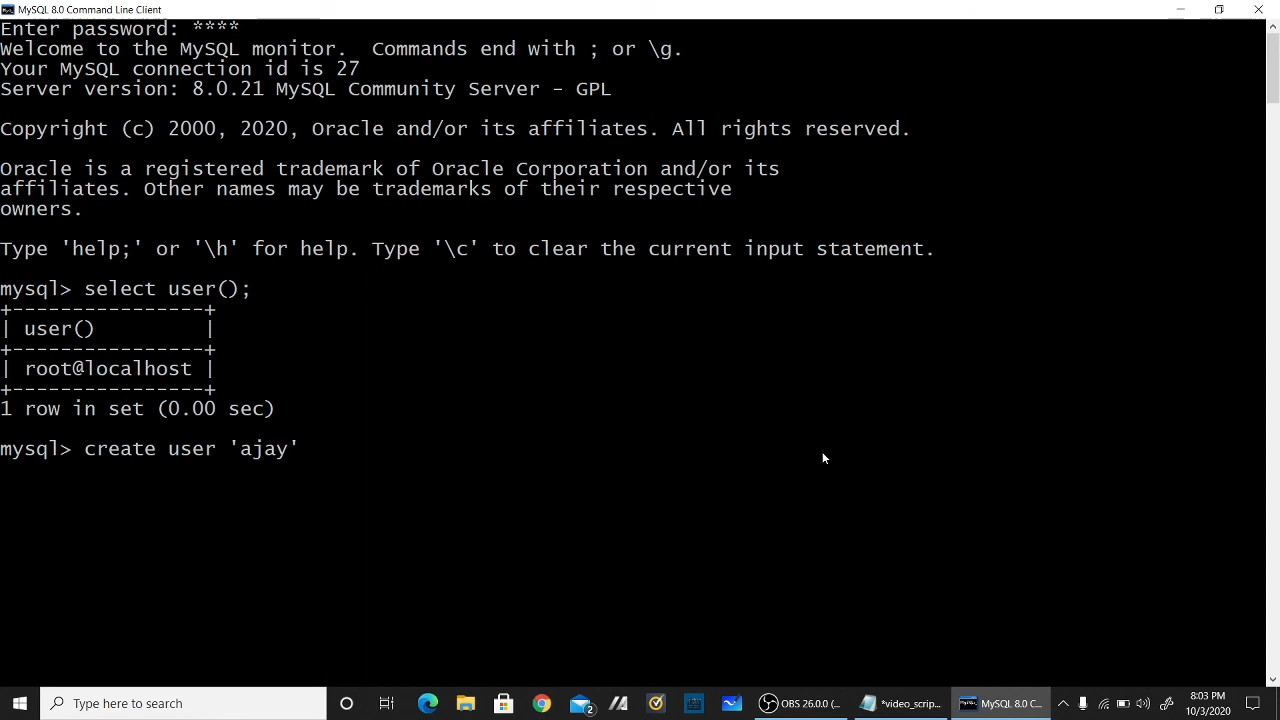 MySQL 8.0 Command Line Client
Enter password: ****
Welcome to the MySQL monitor.  Commands end with ; or \g.
Your MySQL connection id is 27
Server version: 8.0.21 MySQL Community Server - GPL
Copyright (c) 2000, 2020, Oracle and/or its affiliates. All rights reserved.
Oracle is a registered trademark of Oracle Corporation and/or its
affiliates. Other names may be trademarks of their respective
owners.
Type 'help;' or '\h' for help. Type '\c' to clear the current input statement.
mysql> select user();
+---------------+
| user()        |
+---------------+
| root@localhost |
+---------------+
1 row in set (0.00 sec)
mysql> create user 'ajay'
Type here to search
2
OBS 26.0.0 (...
*video_scrip...
MySQL 8.0 C...
8:03 PM
10/3/2020